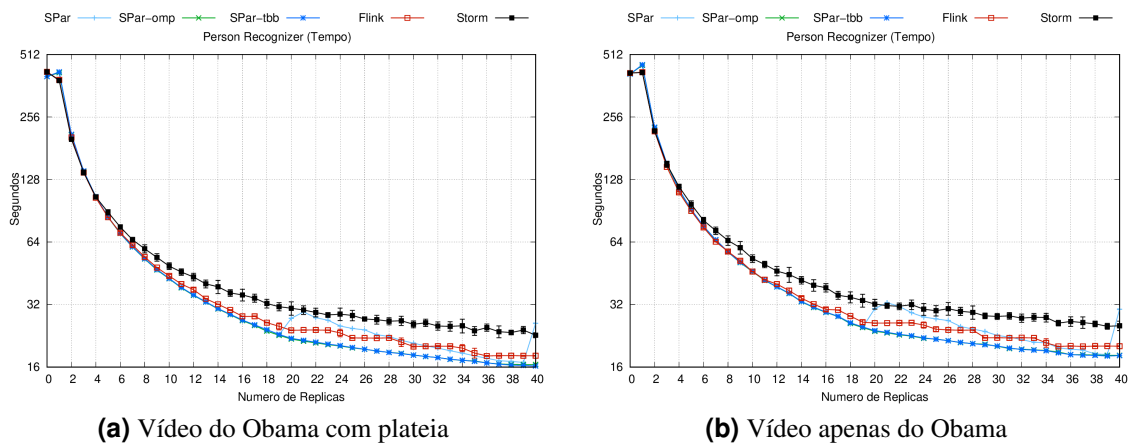 SPar SPar-omp SPar-tbb Flink Storm
Person Recognizer (Tempo)
512
256
128
64
32
16
Segundos
0 2 4 6 8 10 12 14 16 18 20 22 24 26 28 30 32 34 36 38 40
Numero de Replicas
(a) Vídeo do Obama com plateia
SPar SPar-omp SPar-tbb Flink Storm
Person Recognizer (Tempo)
512
256
128
64
32
16
Segundos
0 2 4 6 8 10 12 14 16 18 20 22 24 26 28 30 32 34 36 38 40
Numero de Replicas
(b) Vídeo apenas do Obama